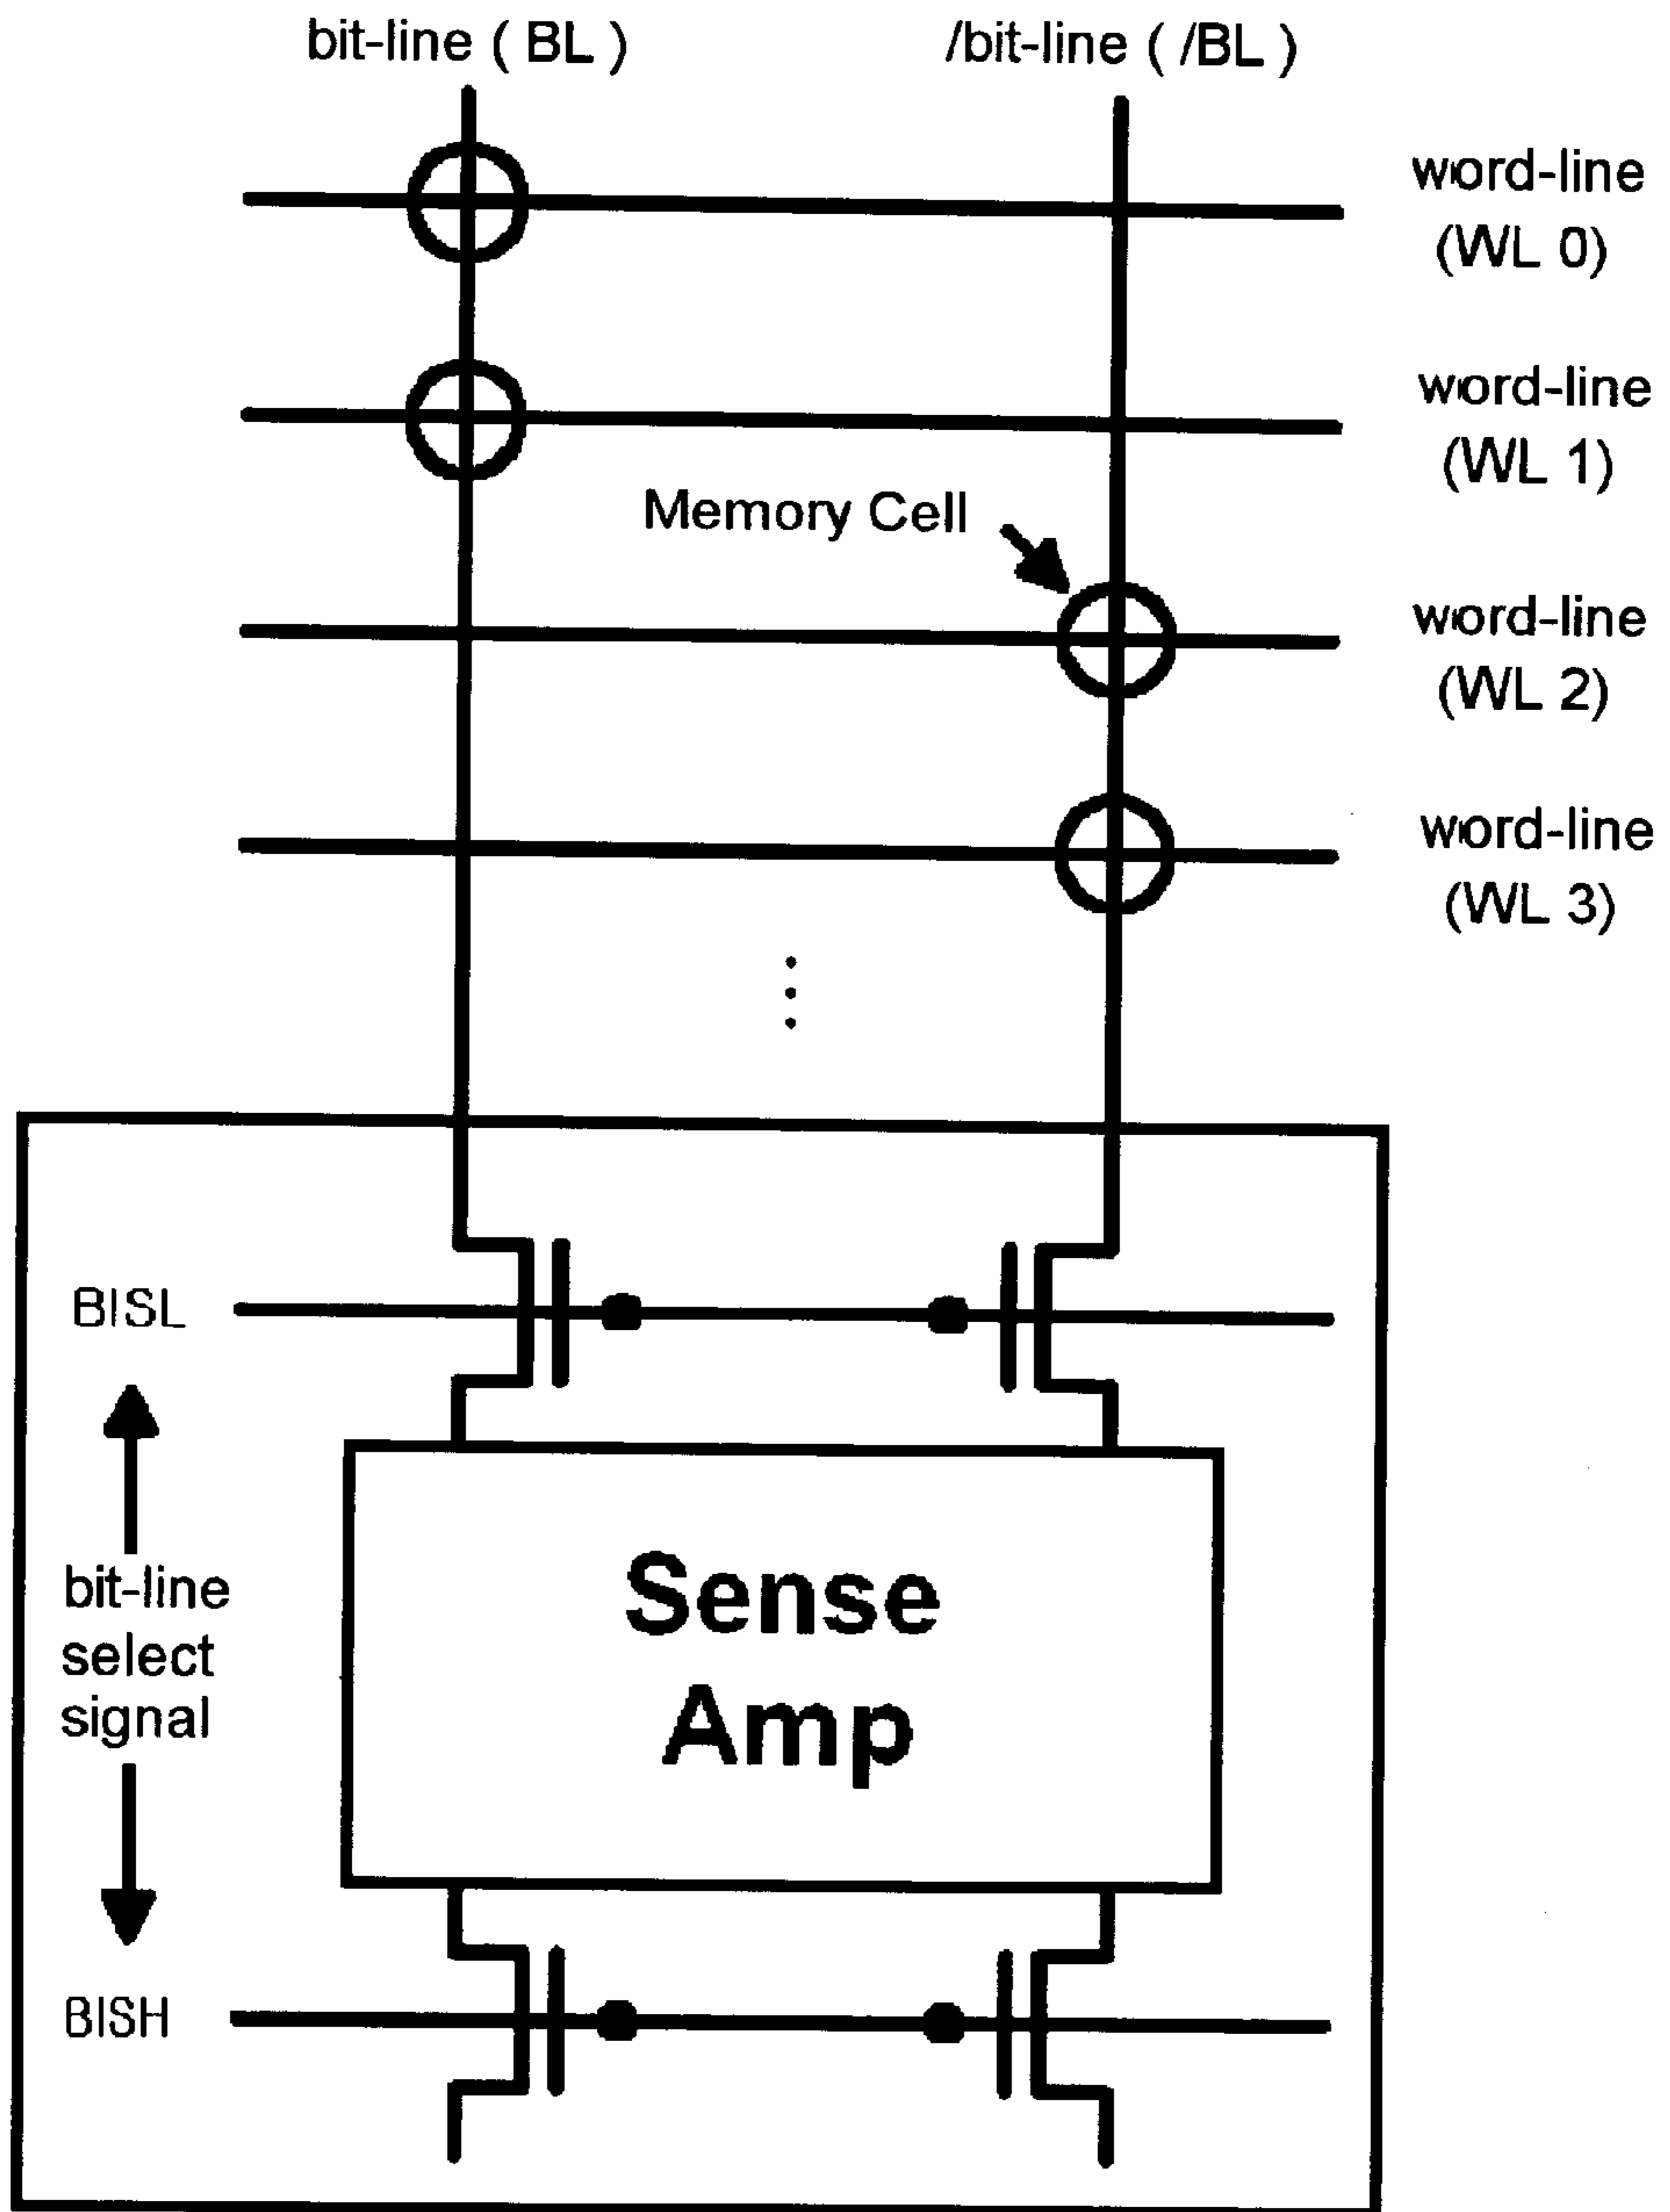 bit-line ( BL )
/bit-line ( /BL )
word-line
(WL 0)
word-line
(WL 1)
Memory Cell
word-line
(WL 2)
word-line
(WL 3)
BISL
bit-line
select
signal
Sense
Amp
BISH